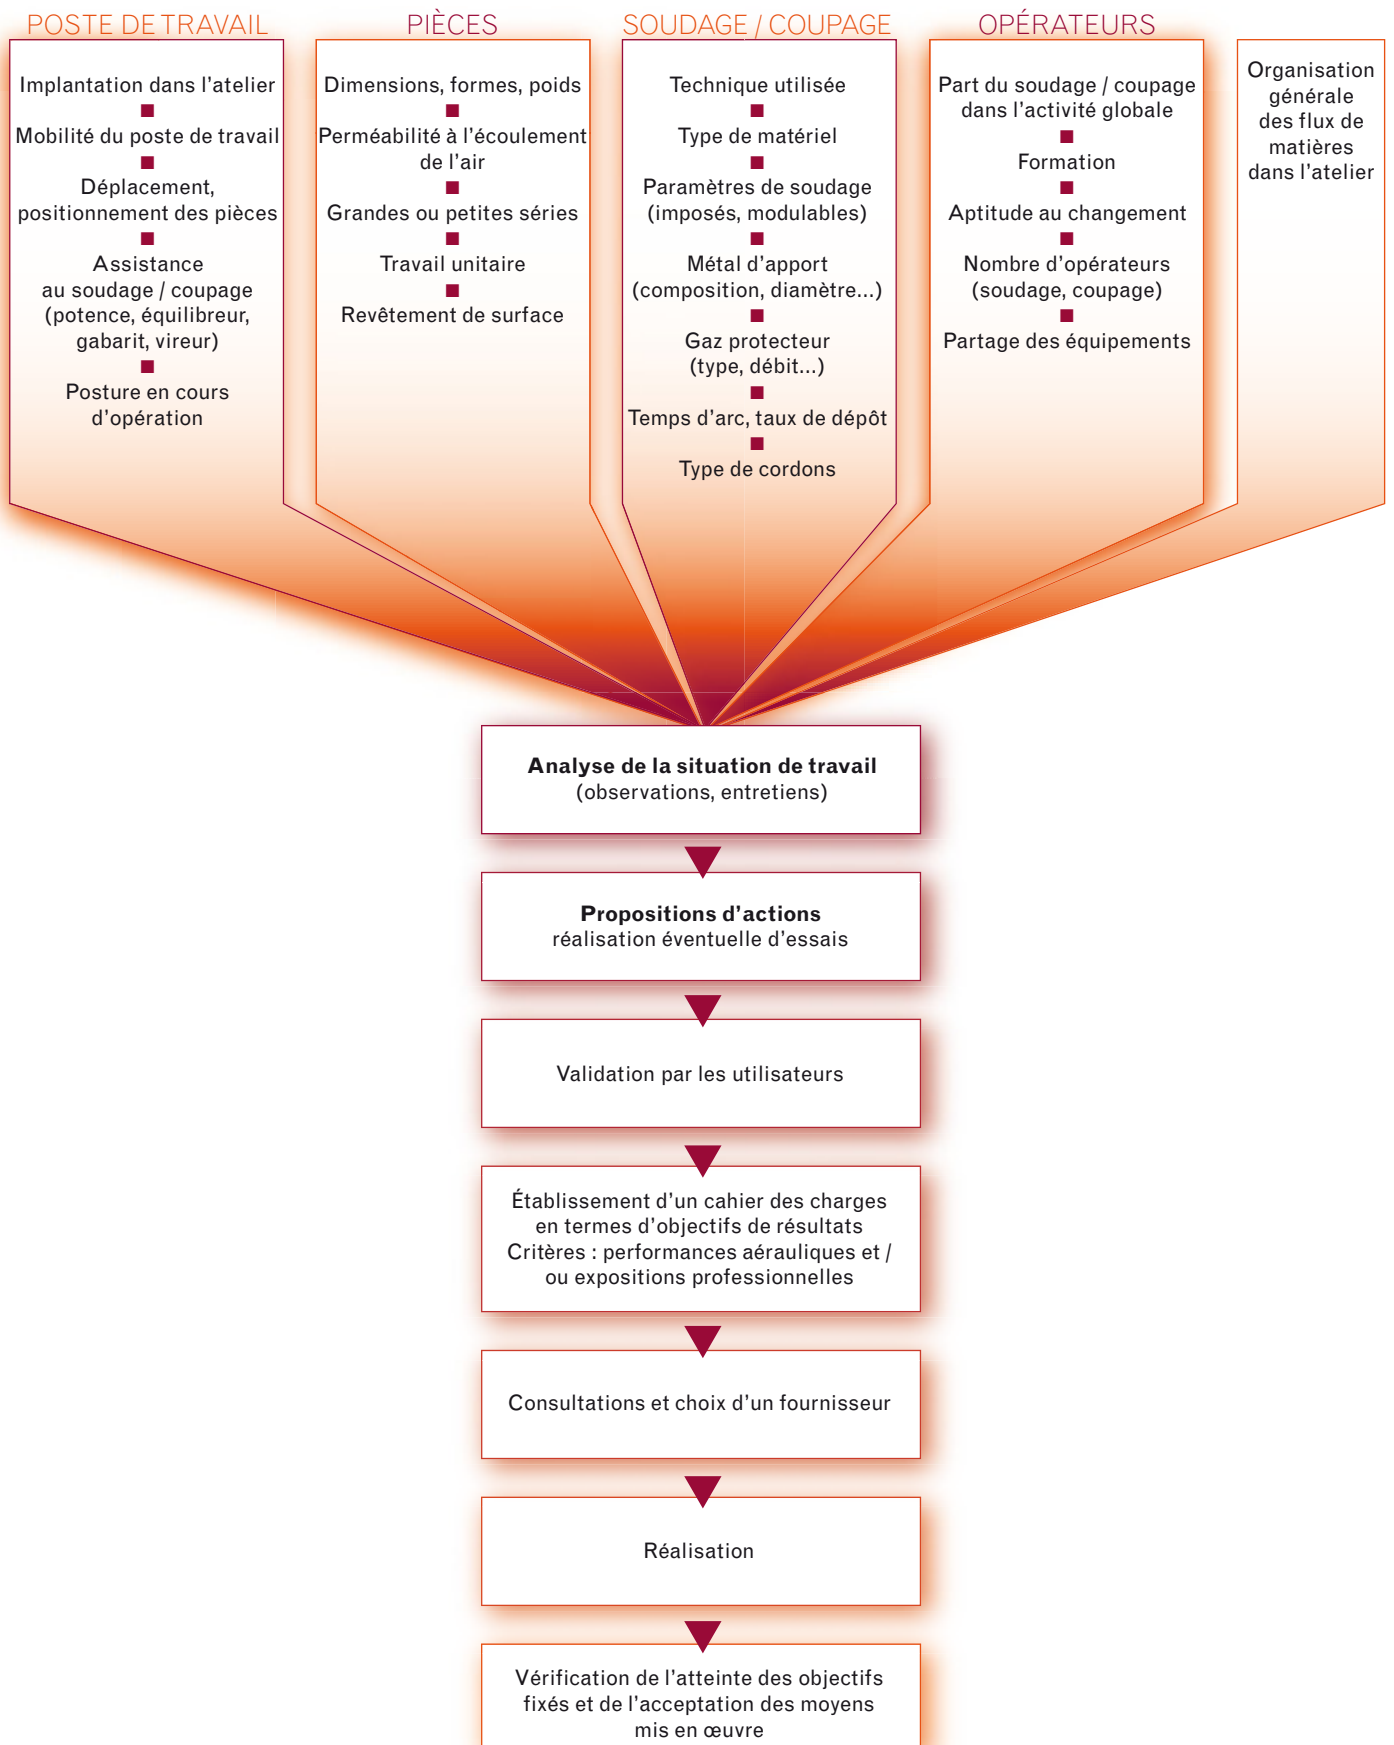 POSTE DE TRAVAIL
Implantation dans l'atelier
Mobilité du poste de travail
Déplacement,
positionnement des pièces
Assistance
au soudage / coupage
(potence, équilibreur,
gabarit, vireur)
Posture en cours
d'opération
PIÈCES
Dimensions, formes, poids
Perméabilité à l'écoulement
de l'air
Grandes ou petites séries
Travail unitaire
Revêtement de surface
SOUDAGE / COUPAGE
Technique utilisée
Type de matériel
Paramètres de soudage
(imposés, modulables)
Métal d'apport
(composition, diamètre...)
Gaz protecteur
(type, débit...)
Temps d'arc, taux de dépôt
Type de cordons
OPÉRATEURS
Part du soudage / coupage
dans l'activité globale
Formation
Aptitude au changement
Nombre d'opérateurs
(soudage, coupage)
Partage des équipements
Organisation
générale
des flux de
matières
dans l'atelier
Analyse de la situation de travail
(observations, entretiens)
Propositions d'actions
réalisation éventuelle d'essais
Validation par les utilisateurs
Établissement d'un cahier des charges
en termes d'objectifs de résultats
Critères : performances aérauliques et /
ou expositions professionnelles
Consultations et choix d'un fournisseur
Réalisation
Vérification de l'atteinte des objectifs
fixés et de l'acceptation des moyens
mis en œuvre